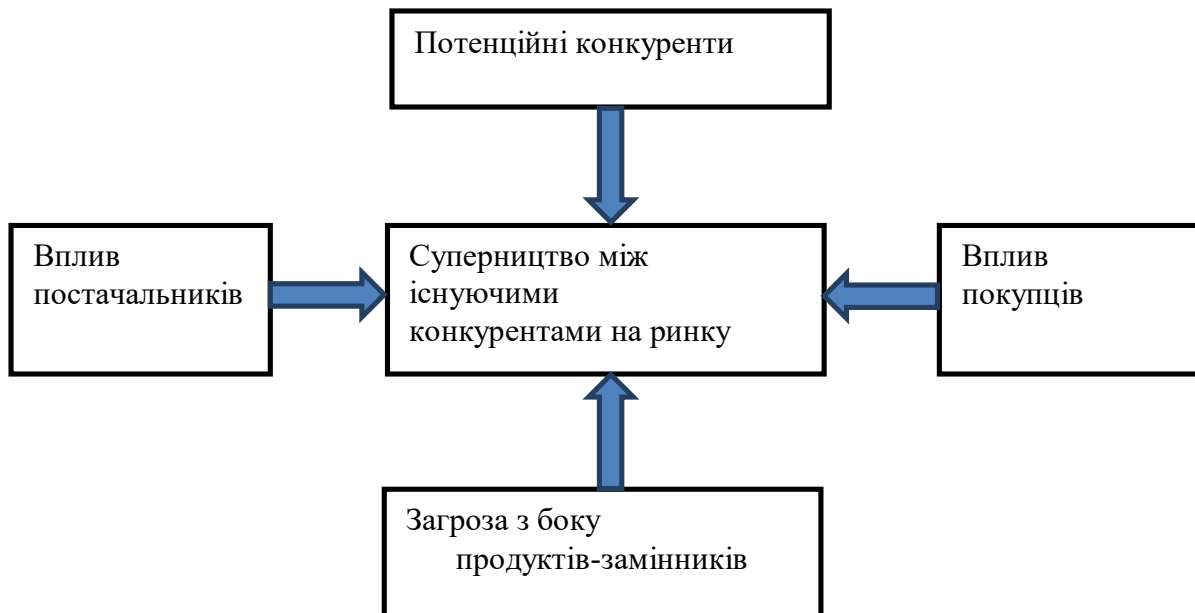 Потенційні конкуренти
Вплив
постачальників
Суперництво між
існуючими
конкурентами на ринку
Вплив
покупців
Загроза з боку
продуктів-замінників